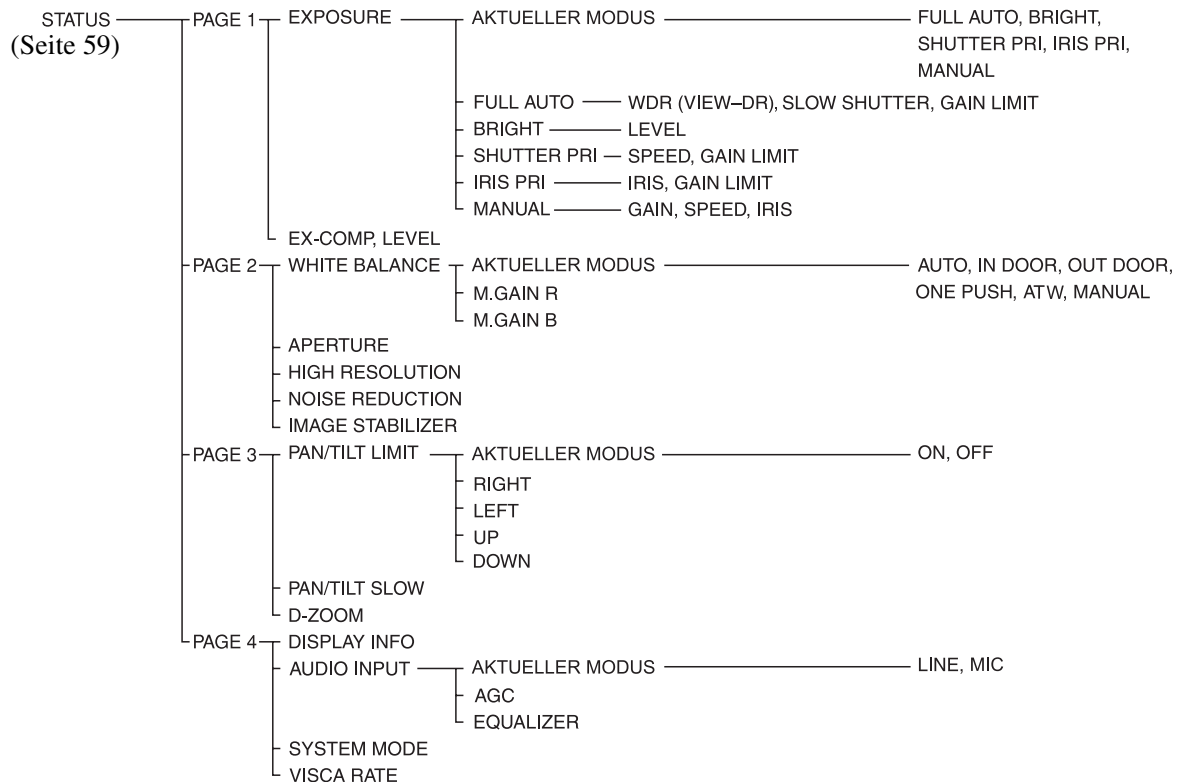 STATUS PAGE 1 EXPOSURE AKTUELLER MODUS FULL AUTO, BRIGHT,
(Seite 59) SHUTTER PRI, IRIS PRI,
MANUAL
FULL AUTO WDR (VIEW–DR), SLOW SHUTTER, GAIN LIMIT
BRIGHT LEVEL
SHUTTER PRI SPEED, GAIN LIMIT
IRIS PRI IRIS, GAIN LIMIT
MANUAL GAIN, SPEED, IRIS
EX-COMP, LEVEL
PAGE 2 WHITE BALANCE AKTUELLER MODUS AUTO, IN DOOR, OUT DOOR,
M.GAIN R ONE PUSH, ATW, MANUAL
M.GAIN B
APERTURE
HIGH RESOLUTION
NOISE REDUCTION
IMAGE STABILIZER
PAGE 3 PAN/TILT LIMIT AKTUELLER MODUS ON, OFF
RIGHT
LEFT
UP
DOWN
PAN/TILT SLOW
D-ZOOM
PAGE 4 DISPLAY INFO
AUDIO INPUT AKTUELLER MODUS LINE, MIC
AGC
EQUALIZER
SYSTEM MODE
VISCA RATE